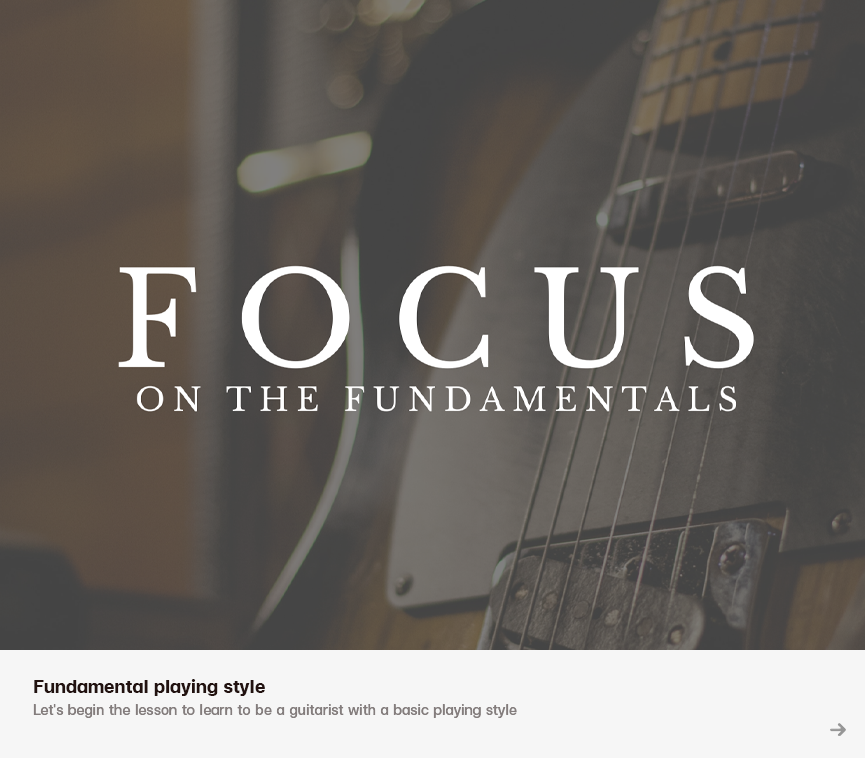 FOCUS
ON THE FUNDAMENTALS
Fundamental playing style
Let's begin the lesson to learn to be a guitarist with a basic playing style